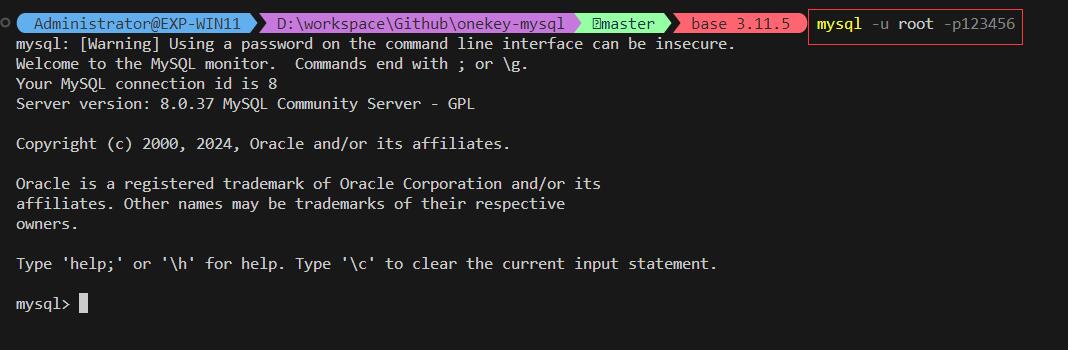 Administrator@EXP-WIN11 D:\workspace\Github\onekey-mysql master base 3.11.5 mysql -u root -p123456
mysql: [Warning] Using a password on the command line interface can be insecure.
Welcome to the MySQL monitor.  Commands end with ; or \g.
Your MySQL connection id is 8
Server version: 8.0.37 MySQL Community Server - GPL
Copyright (c) 2000, 2024, Oracle and/or its affiliates.
Oracle is a registered trademark of Oracle Corporation and/or its
affiliates. Other names may be trademarks of their respective
owners.
Type 'help;' or '\h' for help. Type '\c' to clear the current input statement.
mysql>